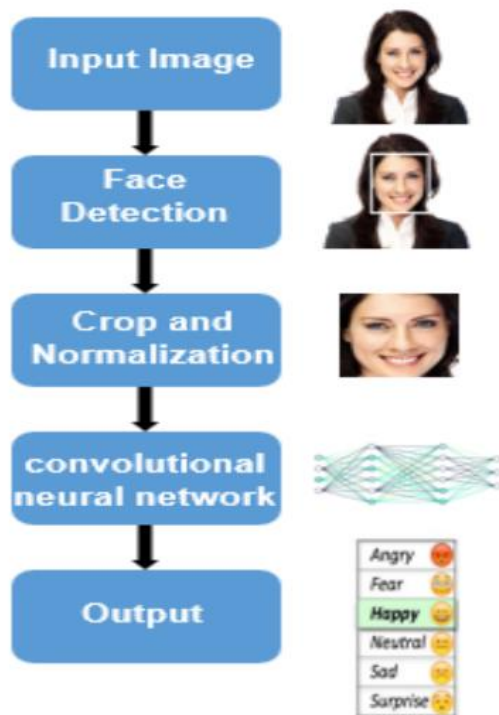 Input Image
Face
Detection
Crop and
Normalization
convolutional
neural network
Output
Angry
Fear
Happy
Neutral
Sad
Surprise